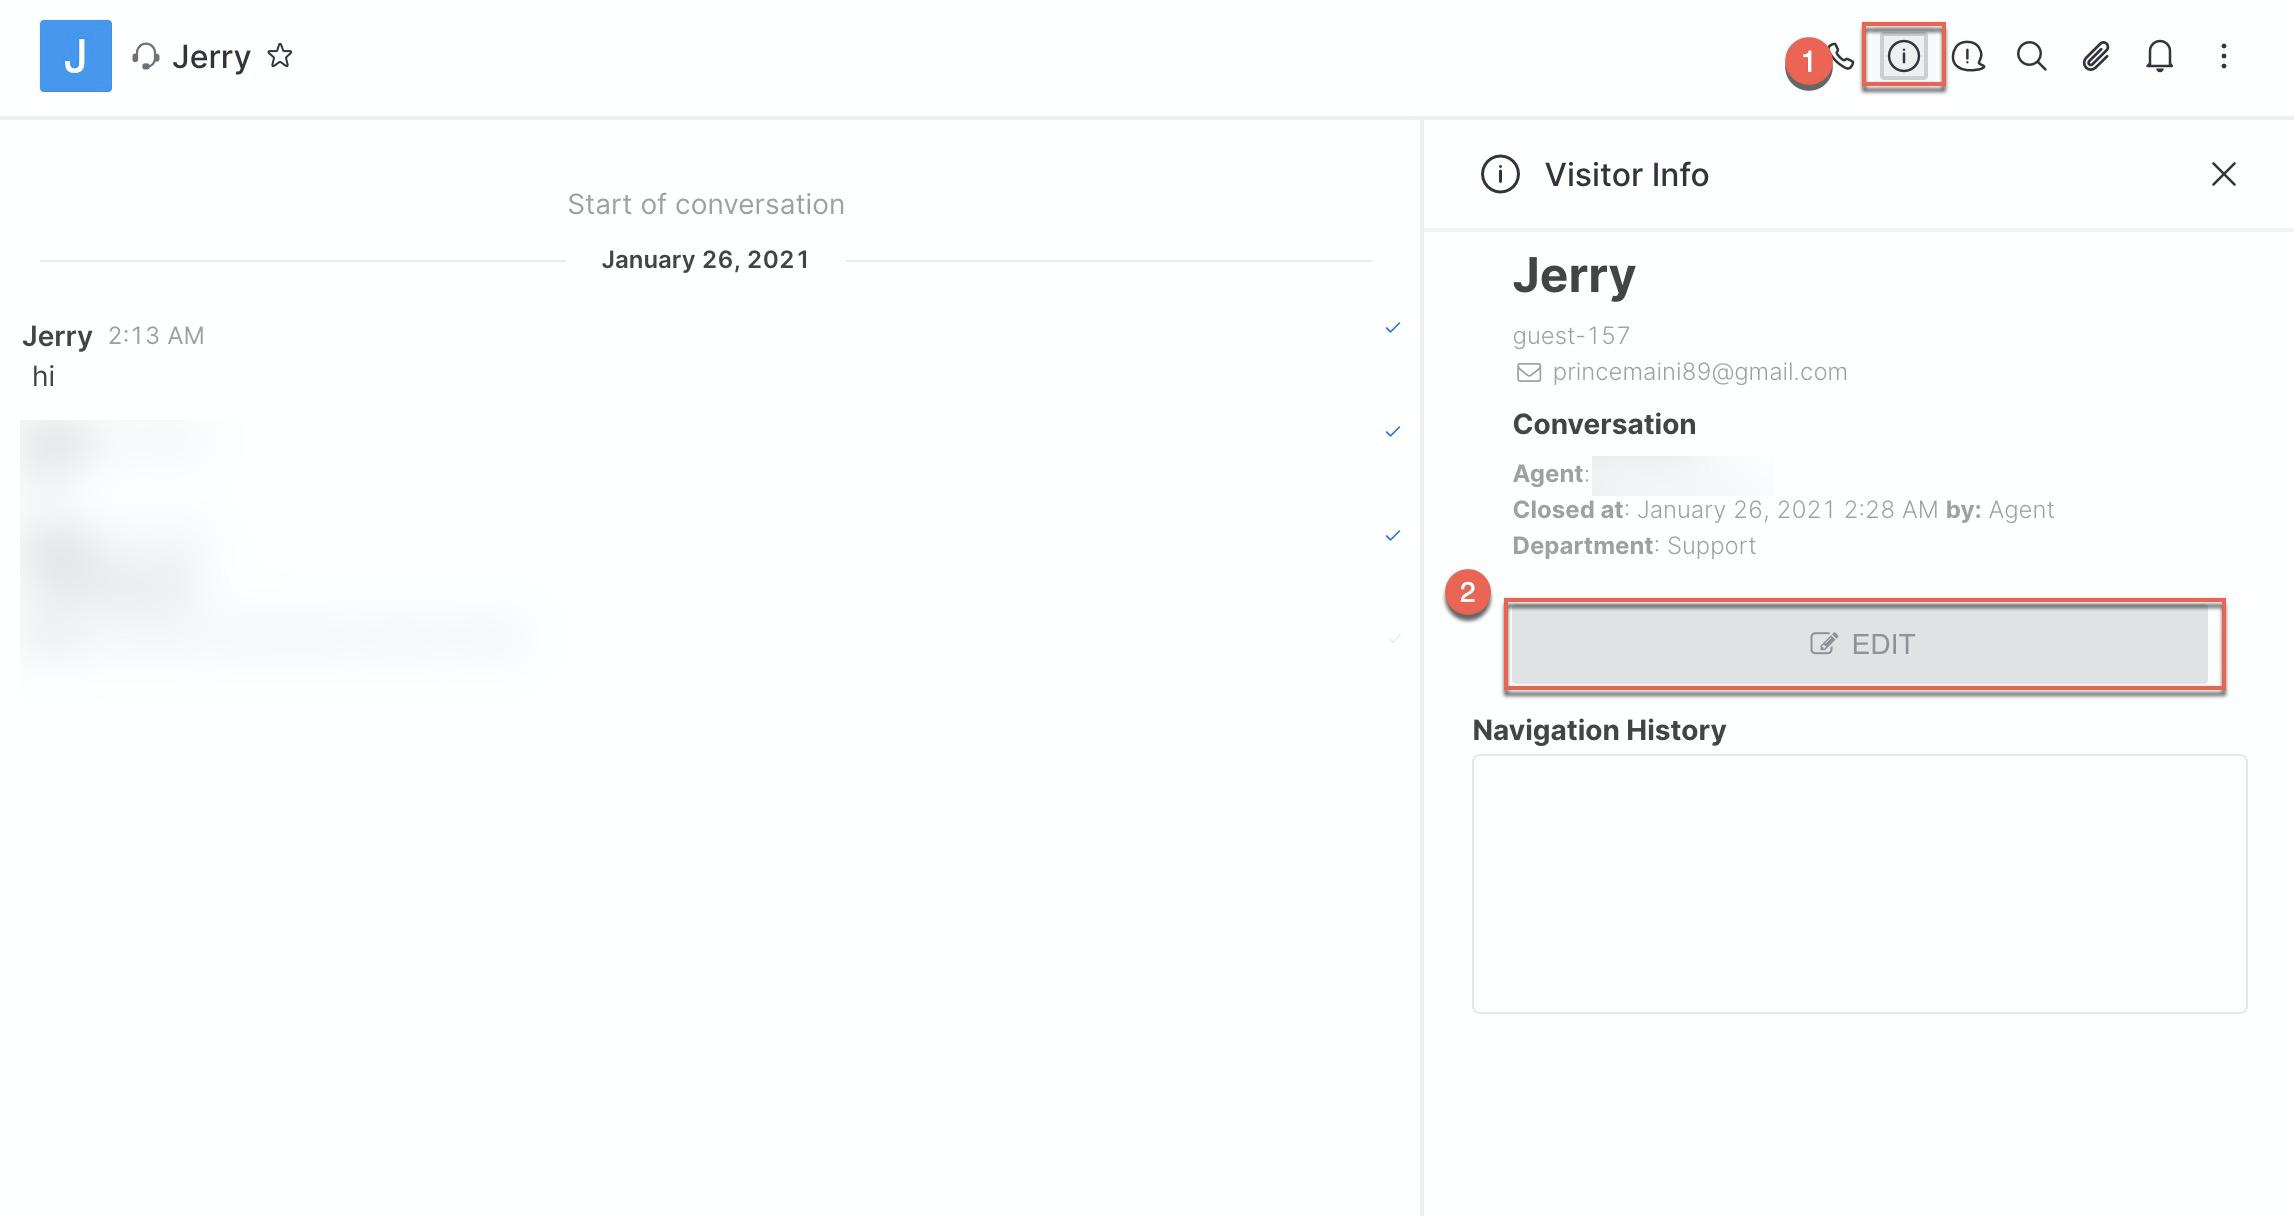 J
Jerry
1
Start of conversation
January 26, 2021
Jerry 2:13 AM
hi
Visitor Info
Jerry
guest-157
princemaini89@gmail.com
Conversation
Agent:
Closed at: January 26, 2021 2:28 AM by: Agent
Department: Support
2
EDIT
Navigation History